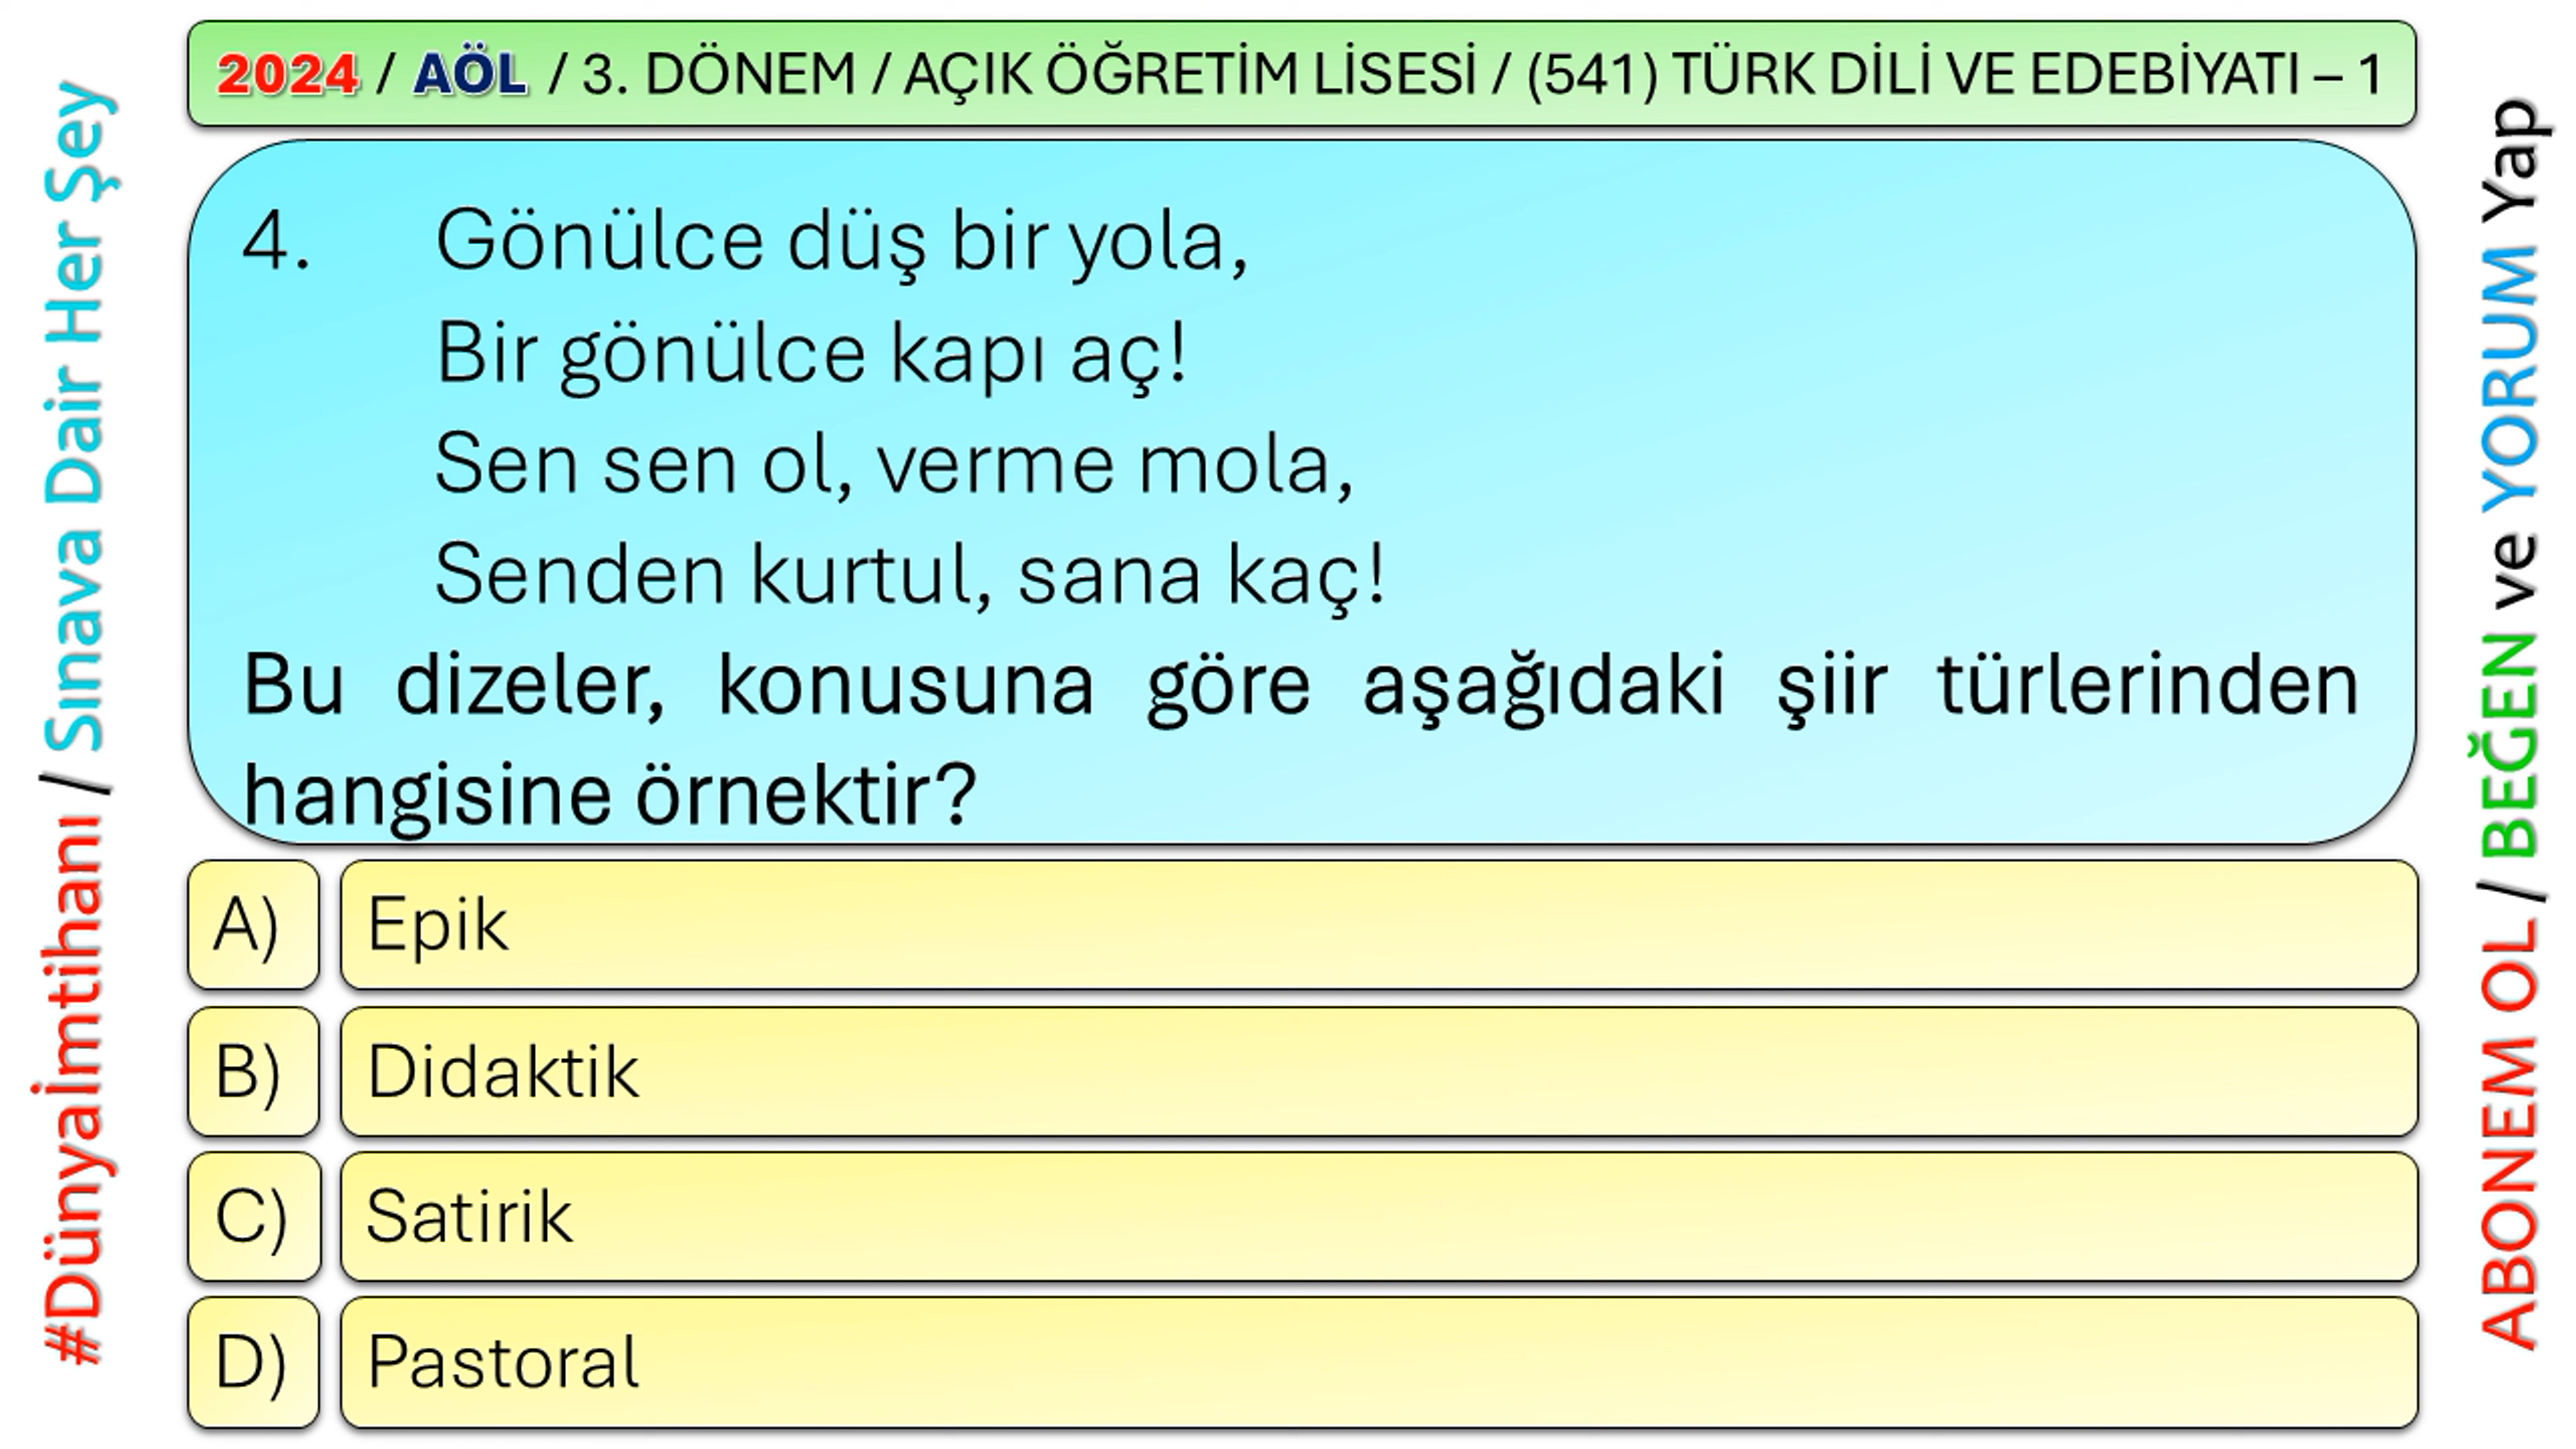 2024 / AÖL / 3. DÖNEM / AÇIK ÖĞRETİM LİSESİ / (541) TÜRK DİLİ VE EDEBİYATI – 1
#Dünyaİmtihanı / Sınava Dair Her Şey
4. Gönülce düş bir yola,
Bir gönülce kapı aç!
Sen sen ol, verme mola,
Senden kurtul, sana kaç!
Bu dizeler, konusuna göre aşağıdaki şiir türlerinden
hangisine örnektir?
A) Epik
B) Didaktik
C) Satirik
D) Pastoral
ABONEM OL / BEĞEN ve YORUM Yap